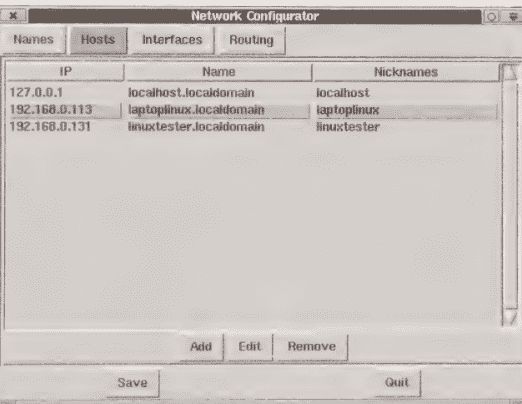 Network Configurator
Names Hosts Interfaces Routing
IP Name Nicknames
127.0.0.1 localhost.localdomain localhost
192.168.0.113 laptoplinux.localdomain laptoplinux
192.168.0.131 linuxtester.localdomain linuxtester
Add Edit Remove
Save Quit